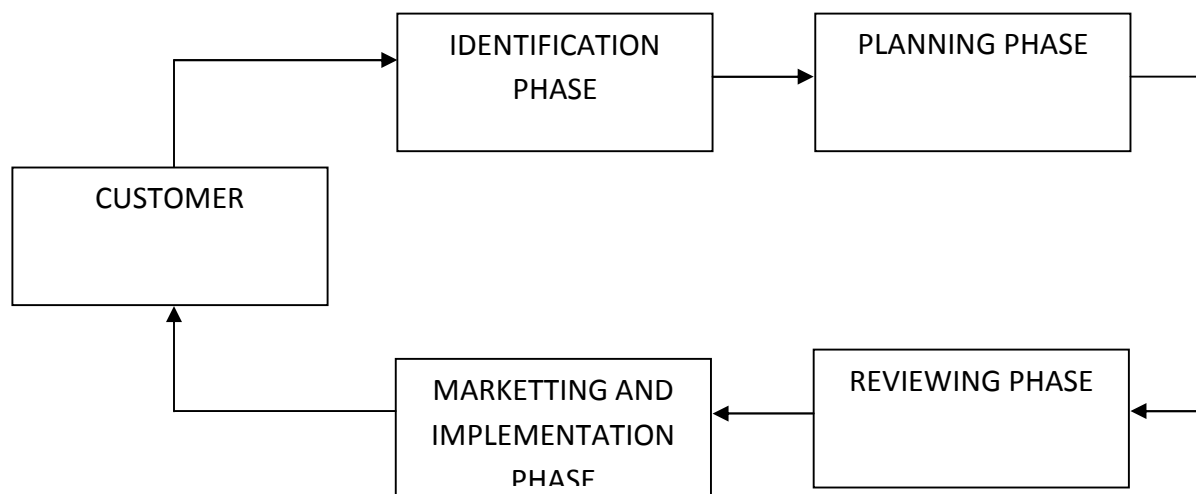 IDENTIFICATION
PHASE
PLANNING PHASE
CUSTOMER
REVIEWING PHASE
MARKETTING AND
IMPLEMENTATION
PHASE